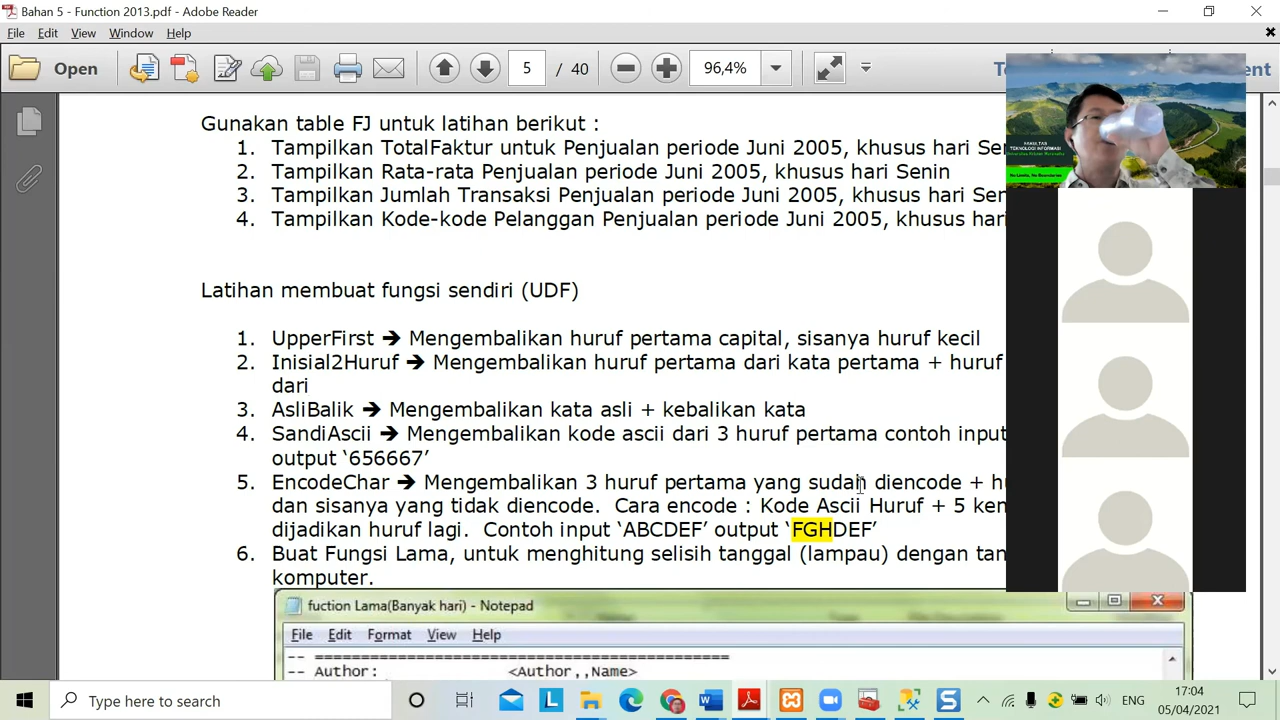 Bahan 5 - Function 2013.pdf - Adobe Reader
File Edit View Window Help
Open 5 / 40 96,4%
Gunakan table FJ untuk latihan berikut :
1. Tampilkan TotalFaktur untuk Penjualan periode Juni 2005, khusus hari Se
2. Tampilkan Rata-rata Penjualan periode Juni 2005, khusus hari Senin
3. Tampilkan Jumlah Transaksi Penjualan periode Juni 2005, khusus hari Se
4. Tampilkan Kode-kode Pelanggan Penjualan periode Juni 2005, khusus hari
FAKULTAS
TEKNOLOGI INFORMASI
No Limits, No Boundaries
Latihan membuat fungsi sendiri (UDF)
1. UpperFirst ➔ Mengembalikan huruf pertama capital, sisanya huruf kecil
2. Inisial2Huruf ➔ Mengembalikan huruf pertama dari kata pertama + huruf
dari
3. AsliBalik ➔ Mengembalikan kata asli + kebalikan kata
4. SandiAscii ➔ Mengembalikan kode ascii dari 3 huruf pertama contoh input
output ‘656667’
5. EncodeChar ➔ Mengembalikan 3 huruf pertama yang sudah diencode + h
dan sisanya yang tidak diencode. Cara encode : Kode Ascii Huruf + 5 ken
dijadikan huruf lagi. Contoh input ‘ABCDEF’ output ‘FGHDEF’
6. Buat Fungsi Lama, untuk menghitung selisih tanggal (lampau) dengan tan
komputer.
fuction Lama(Banyak hari) - Notepad
File Edit Format View Help
-- =============================================
-- Author: <Author,,Name>
Type here to search
ENG
17:04
05/04/2021